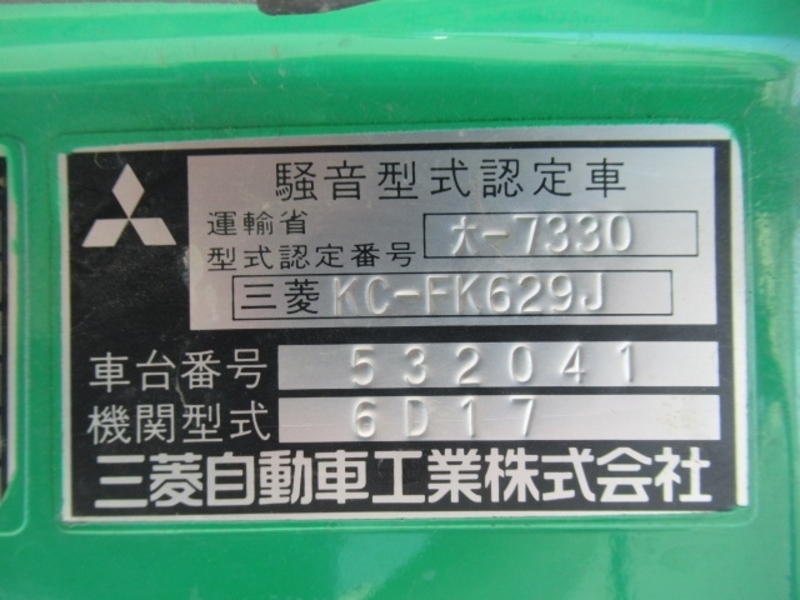 騒音型式認定車
運輸省
型式認定番号 大-7330
三菱 KC-FK629J
車台番号 532041
機関型式 6D17
三菱自動車工業株式会社